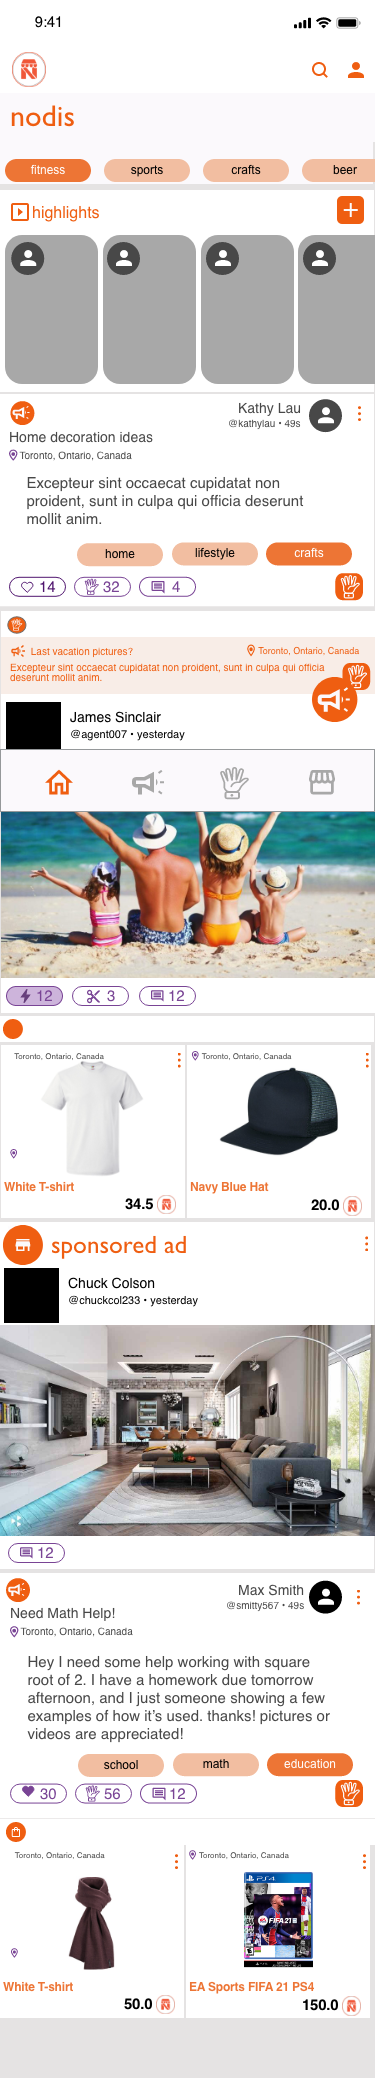 9:41
nodis
fitness sports crafts beer
highlights
Kathy Lau
@kathylau • 49s
Home decoration ideas
Toronto, Ontario, Canada
Excepteur sint occaecat cupidatat non
proident, sunt in culpa qui officia deserunt
mollit anim.
home lifestyle crafts
14 32 4
Last vacation pictures? Toronto, Ontario, Canada
Excepteur sint occaecat cupidatat non proident, sunt in culpa qui officia
deserunt mollit anim.
James Sinclair
@agent007 • yesterday
12 3 12
Toronto, Ontario, Canada Toronto, Ontario, Canada
White T-shirt Navy Blue Hat
34.5 20.0
sponsored ad
Chuck Colson
@chuckcol233 • yesterday
12
Max Smith
@smitty567 • 49s
Need Math Help!
Toronto, Ontario, Canada
Hey I need some help working with square
root of 2. I have a homework due tomorrow
afternoon, and I just someone showing a few
examples of how it's used. thanks! pictures or
videos are appreciated!
school math education
30 56 12
Toronto, Ontario, Canada Toronto, Ontario, Canada
PS4
FIFA 21
White T-shirt EA Sports FIFA 21 PS4
50.0 150.0